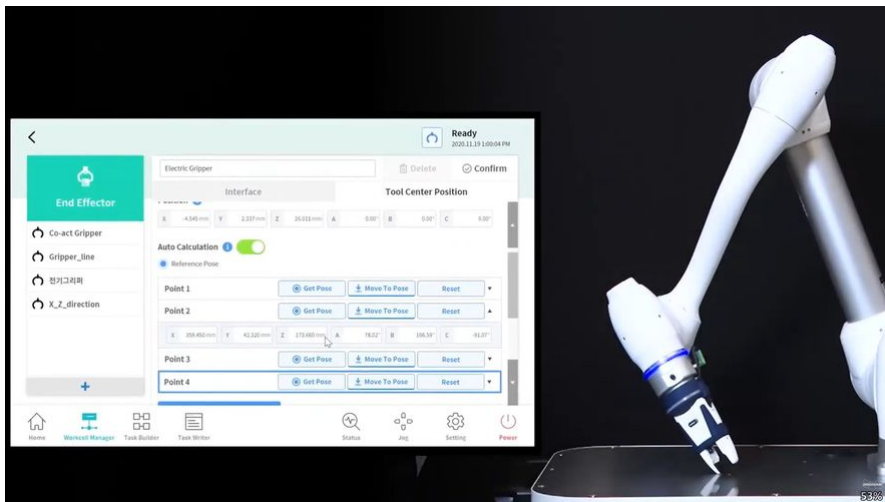 Ready
2020.11.19 1:00:04 PM
Electric Gripper
Delete
Confirm
End Effector
Interface
Tool Center Position
X -4.545 mm Y 2.337 mm Z 26.031 mm A 0.00° B 0.00° C 0.00°
Co-act Gripper
Auto Calculation
Gripper_line
Reference Pose
전기그리퍼
Point 1 Get Pose Move To Pose Reset
X_Z_direction
Point 2 Get Pose Move To Pose Reset
X 359.450 mm Y 42.320 mm Z 173.660 mm A 78.02° B C -91.07°
Point 3 Get Pose Move To Pose Reset
Point 4 Get Pose Move To Pose Reset
Home
Workcell Manager
Task Builder
Task Writer
Status
Jog
Setting
Power
53%